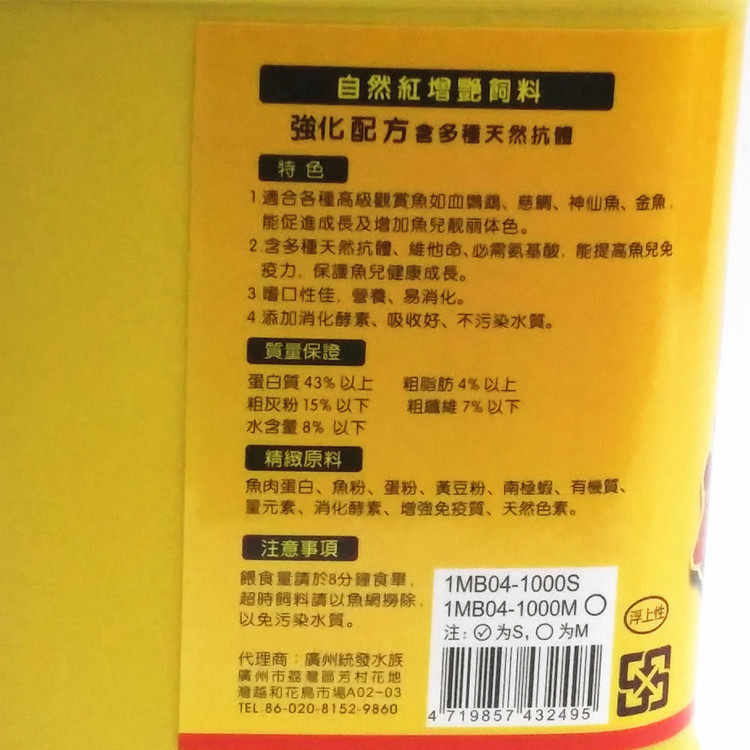 自然紅增艷飼料
強化配方含多種天然抗體
特色
1 適合各種高級觀賞魚如血鸚鵡、慈鯛、神仙魚、金魚,
能促進成長及增加魚兒靚丽体色。
2.含多種天然抗體、維他命、必需氨基酸, 能提高魚兒免
疫力, 保護魚兒健康成長。
3 嗜口性佳, 營養、易消化。
4 添加消化酵素、吸收好、不污染水質。
質量保證
蛋白質 43% 以上 粗脂肪 4% 以上
粗灰粉 15% 以下 粗纖維 7% 以下
水含量 8% 以下
精緻原料
魚肉蛋白、魚粉、蛋粉、黃豆粉、南極蝦、有機質、
量元素、消化酵素、增強免疫質、天然色素。
注意事項
餵食量請於8分鐘食畢,
超時飼料請以魚網撈除,
以免污染水質。
1MB04-1000S
1MB04-1000M
注: 为S, 为M
浮上性
代理商：廣州統發水族
廣州市荔灣區芳村花地
灣越和花鳥市場A02-03
TEL 86-020-8152-9860
4 719857 432495